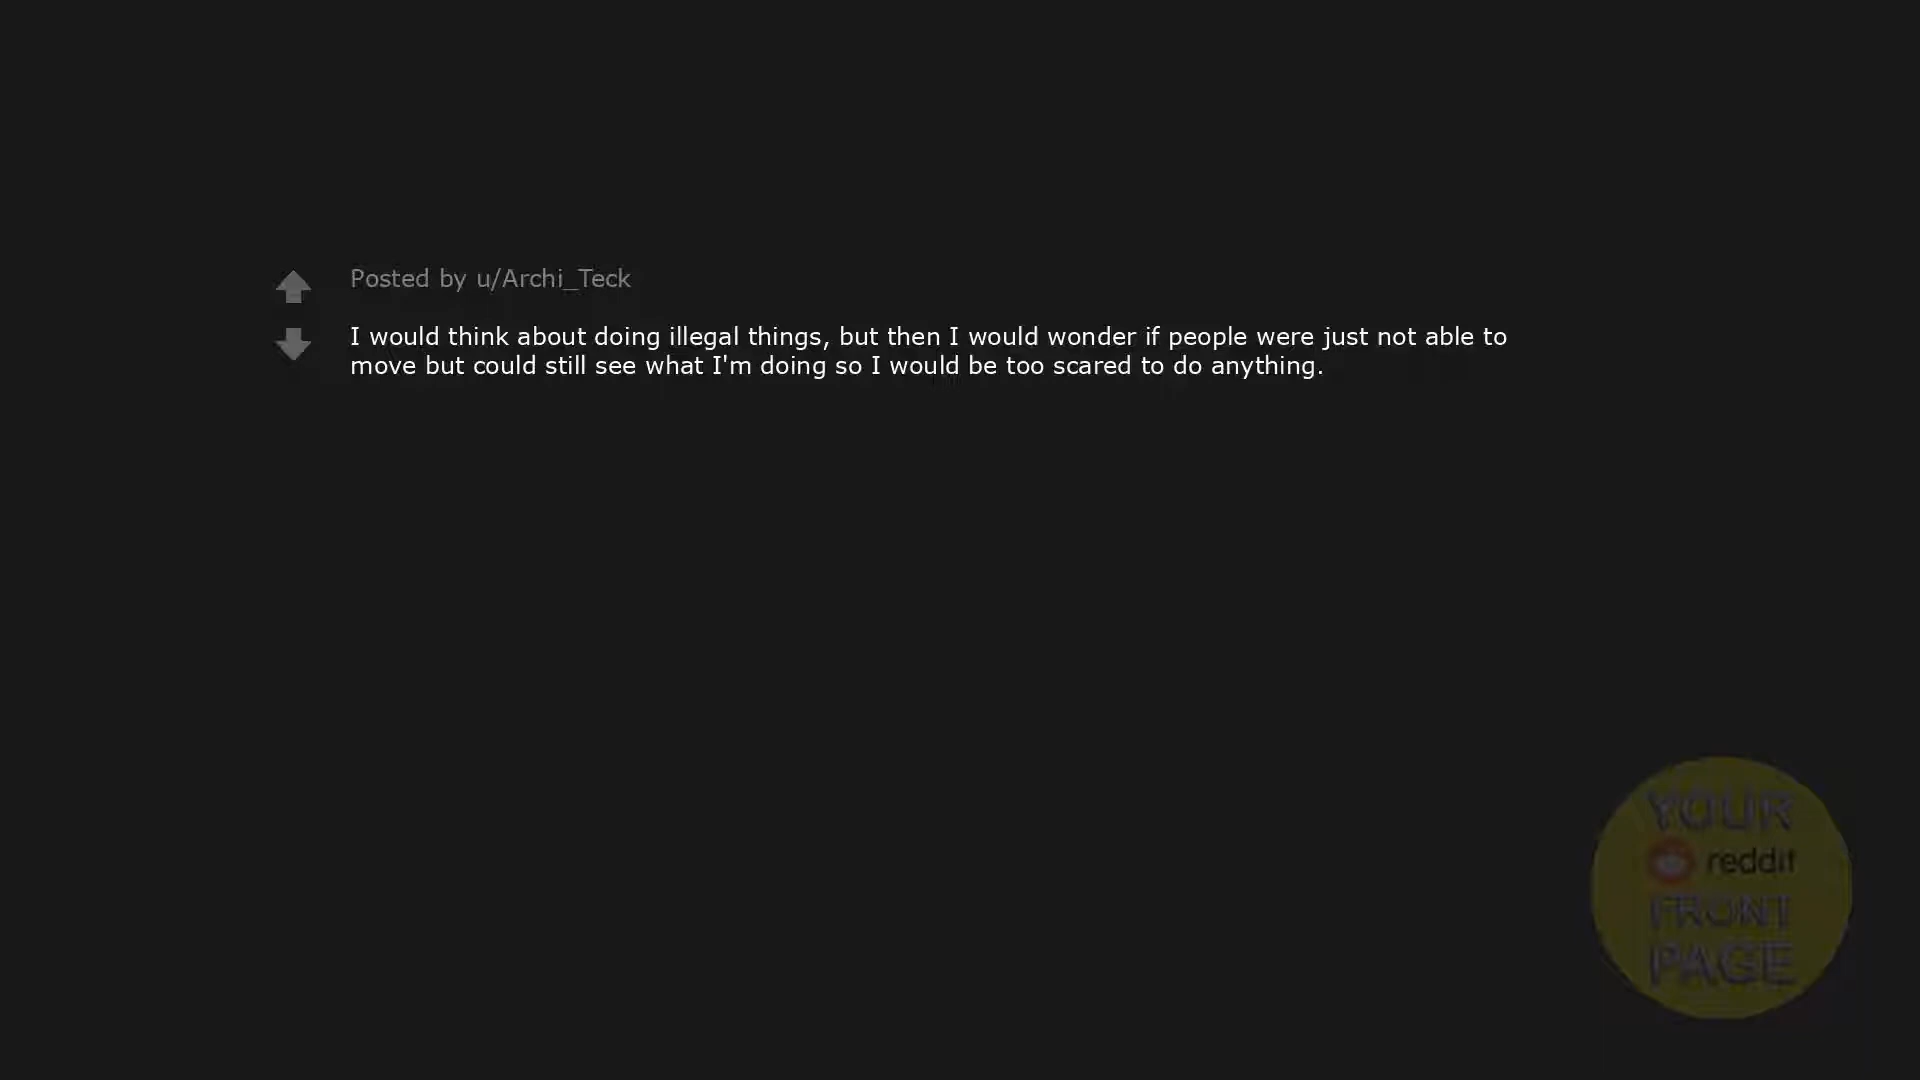 Posted by u/Archi_Teck
I would think about doing illegal things, but then I would wonder if people were just not able to
move but could still see what I'm doing so I would be too scared to do anything.
YOUR
reddit
FRONT
PAGE